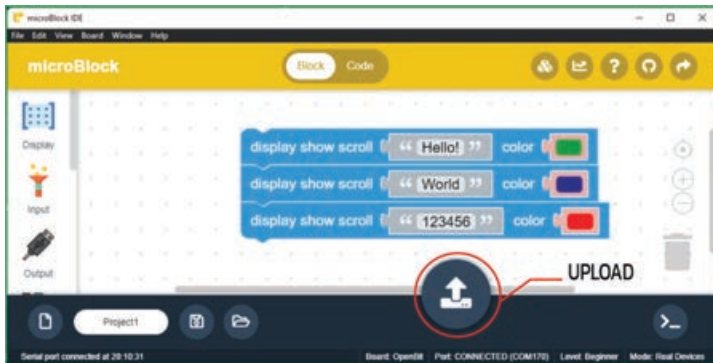 microBlock IDE
File Edit View Board Window Help
microBlock
Block Code
Display
Input
Output
display show scroll “ Hello! ” color
display show scroll “ World ” color
display show scroll “ 123456 ” color
UPLOAD
Project1
Serial port connected at 20:10:31
Board: OpenBit Port: CONNECTED (COM170) Level: Beginner Mode: Real Devices